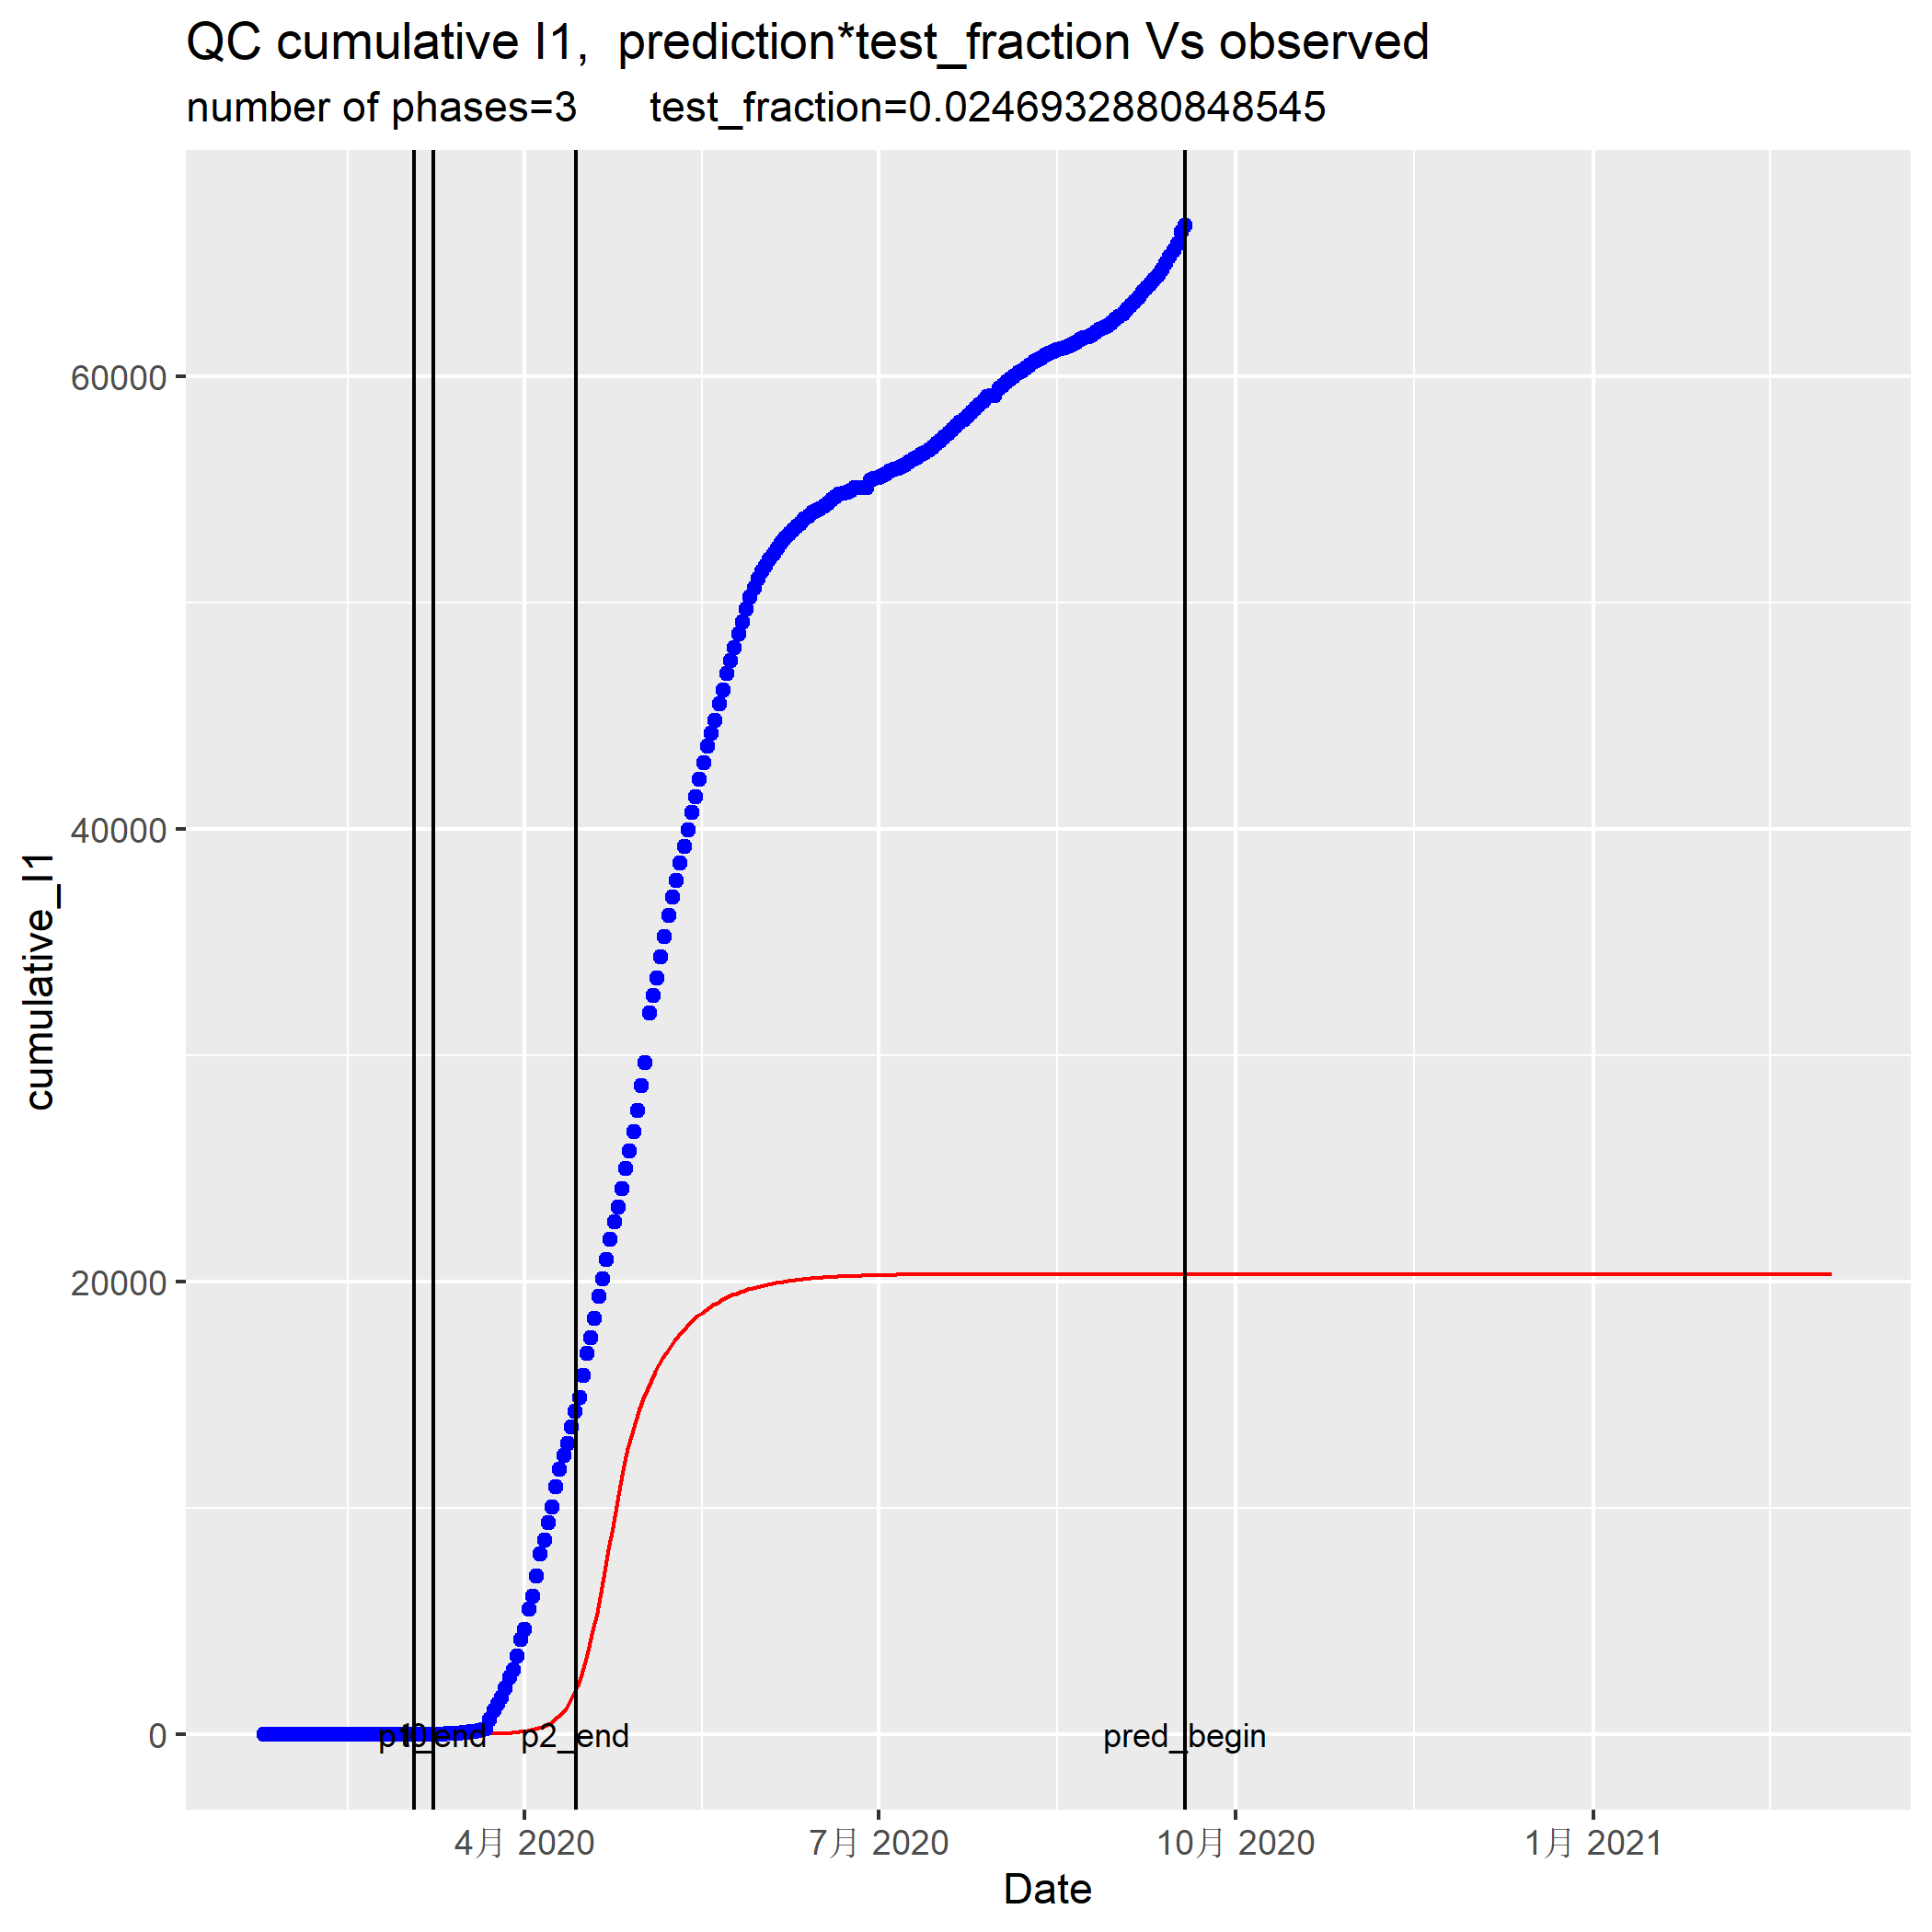 QC cumulative I1,  prediction*test_fraction Vs observed
number of phases=3      test_fraction=0.0246932880848545
cumulative_I1
60000
40000
20000
0
p2_end
pred_begin
4月 2020
7月 2020
10月 2020
1月 2021
Date